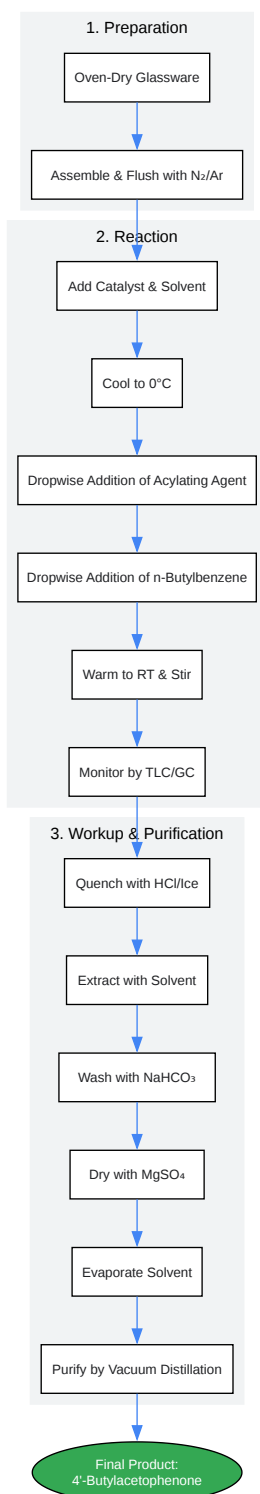 1. Preparation
Oven-Dry Glassware
Assemble & Flush with N₂/Ar
2. Reaction
Add Catalyst & Solvent
Cool to 0°C
Dropwise Addition of Acylating Agent
Dropwise Addition of n-Butylbenzene
Warm to RT & Stir
Monitor by TLC/GC
3. Workup & Purification
Quench with HCl/Ice
Extract with Solvent
Wash with NaHCO₃
Dry with MgSO₄
Evaporate Solvent
Purify by Vacuum Distillation
Final Product:
4'-Butylacetophenone